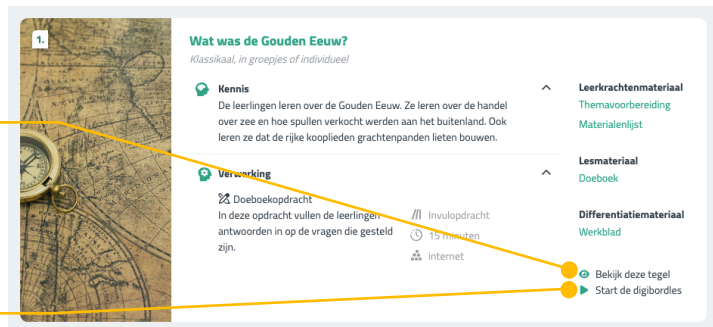 1.
Wat was de Gouden Eeuw?
Klassikaal, in groepjes of individueel
Kennis
De leerlingen leren over de Gouden Eeuw. Ze leren over de handel
over zee en hoe spullen verkocht werden aan het buitenland. Ook
leren ze dat de rijke kooplieden grachtenpanden lieten bouwen.
Verwerking
Doeboekopdracht
In deze opdracht vullen de leerlingen
antwoorden in op de vragen die gesteld
zijn.
Invulopdracht
15 minuten
internet
Leerkrachtenmateriaal
Themavoorbereiding
Materialenlijst
Lesmateriaal
Doeboek
Differentiatiemateriaal
Werkblad
Bekijk deze tegel
Start de digibordles